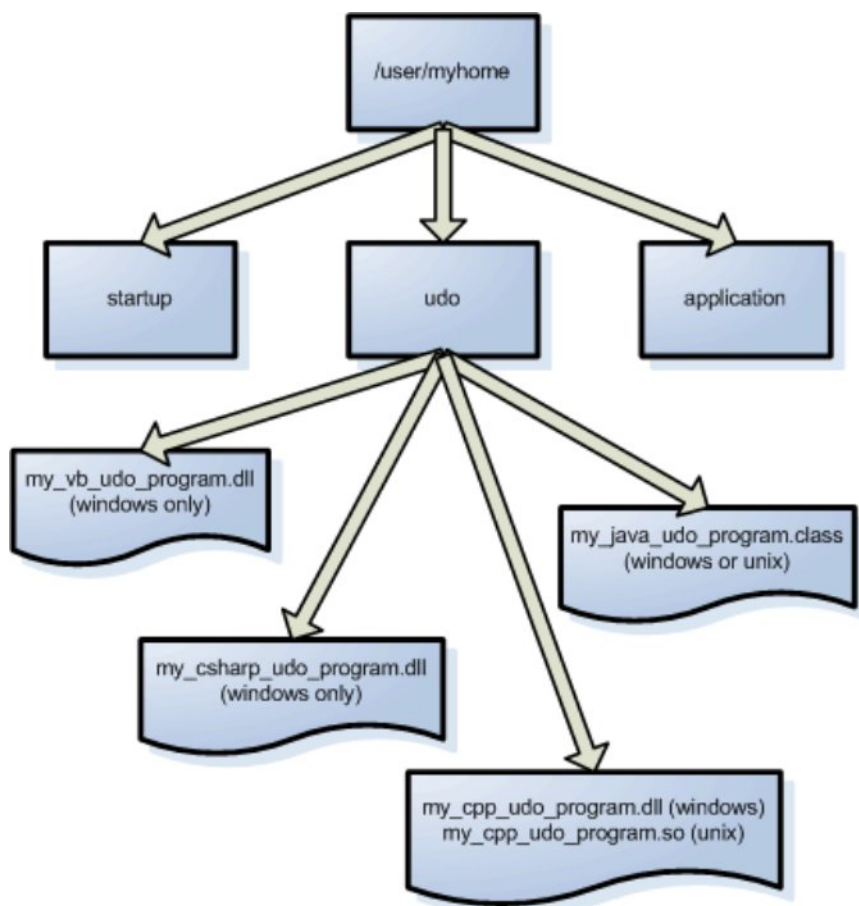 /user/myhome
startup
udo
application
my_vb_udo_program.dll
(windows only)
my_java_udo_program.class
(windows or unix)
my_csharp_udo_program.dll
(windows only)
my_cpp_udo_program.dll (windows)
my_cpp_udo_program.so (unix)